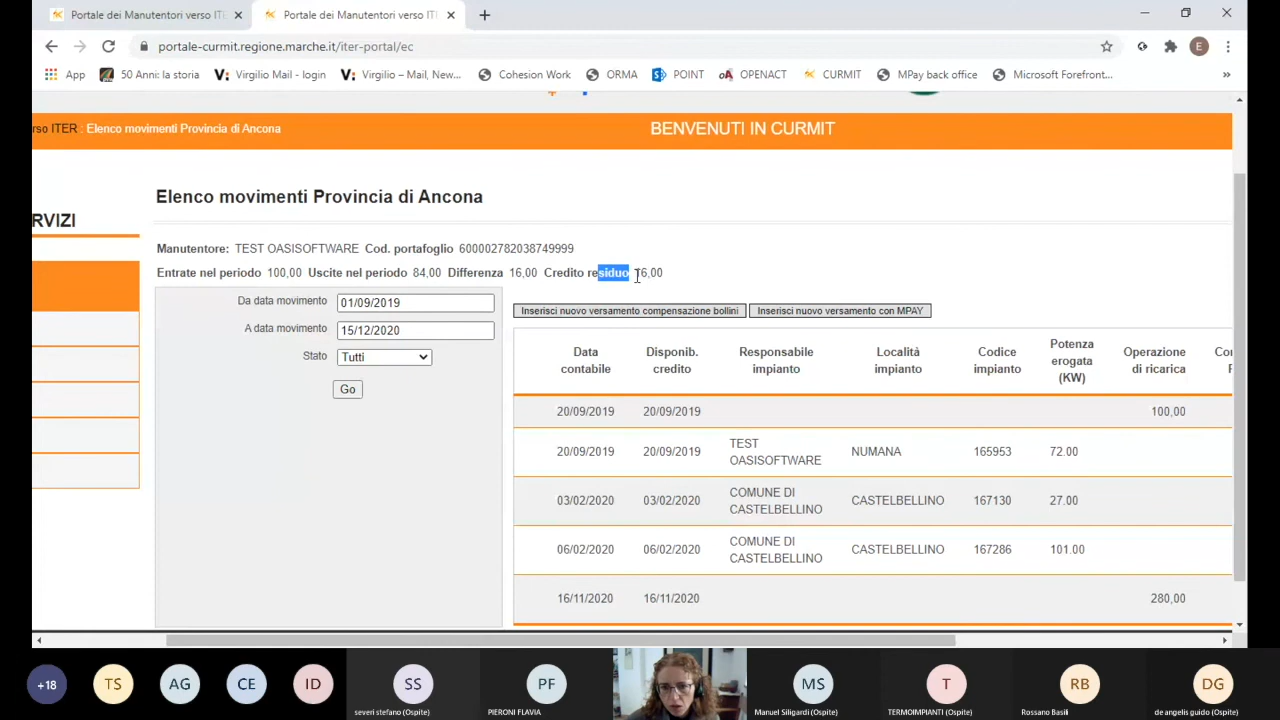 Portale dei Manutentori verso ITE
Portale dei Manutentori verso ITE
portale-curmit.regione.marche.it/iter-portal/ec
E
App
50 Anni: la storia
Virgilio Mail - login
Virgilio – Mail, New...
Cohesion Work
ORMA
POINT
OPENACT
CURMIT
MPay back office
Microsoft Forefront...
»
rso ITER
Elenco movimenti Provincia di Ancona
BENVENUTI IN CURMIT
RVIZI
Elenco movimenti Provincia di Ancona
Manutentore: TEST OASISOFTWARE Cod. portafoglio 600002782038749999
Entrate nel periodo 100,00 Uscite nel periodo 84,00 Differenza 16,00 Credito residuo 16,00
Da data movimento 01/09/2019
A data movimento 15/12/2020
Stato Tutti
Go
Inserisci nuovo versamento compensazione bollini
Inserisci nuovo versamento con MPAY
Data contabile
Disponib. credito
Responsabile impianto
Località impianto
Codice impianto
Potenza erogata (KW)
Operazione di ricarica
20/09/2019 20/09/2019 100,00
20/09/2019 20/09/2019 TEST OASISOFTWARE NUMANA 165953 72.00
03/02/2020 03/02/2020 COMUNE DI CASTELBELLINO CASTELBELLINO 167130 27.00
06/02/2020 06/02/2020 COMUNE DI CASTELBELLINO CASTELBELLINO 167286 101.00
16/11/2020 16/11/2020 280,00
+18
TS
AG
CE
ID
SS
severi stefano (Ospite)
PF
PIERONI FLAVIA
MS
Manuel Siligardi (Ospite)
T
TERMOIMPIANTI (Ospite)
RB
Rossano Basili
DG
de angelis guido (Ospite)